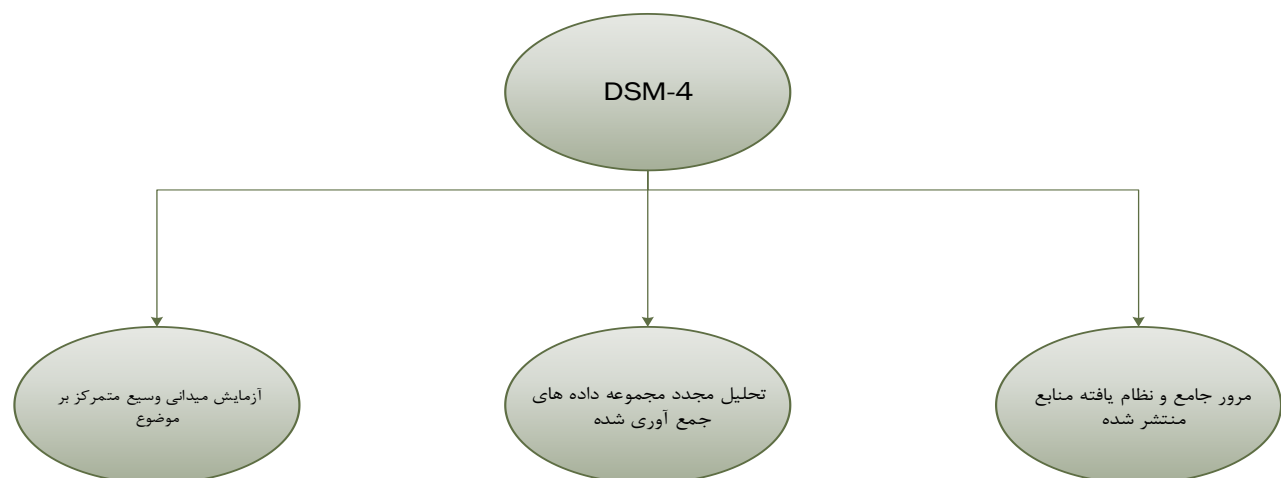 DSM-4
مرور جامع و نظام یافته منابع
منتشر شده
تحلیل مجدد مجموعه داده های
جمع آوری شده
آزمایش میدانی وسیع متمرکز بر
موضوع